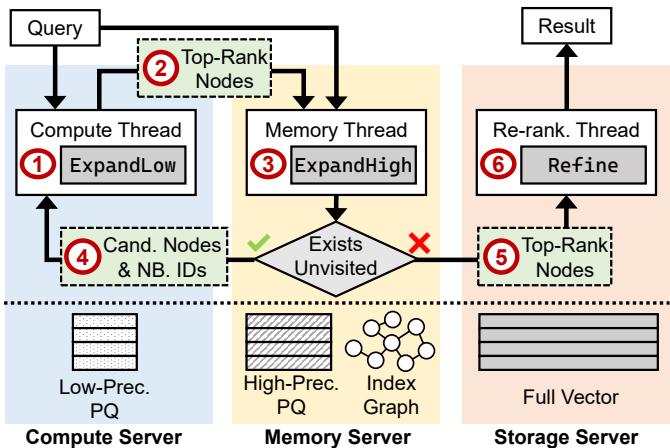 Query
Result
2 Top-Rank
Nodes
Compute Thread
1 ExpandLow
Memory Thread
3 ExpandHigh
Re-rank. Thread
6 Refine
4 Cand. Nodes
& NB. IDs
Exists
Unvisited
5 Top-Rank
Nodes
Low-Prec.
PQ
High-Prec.
PQ
Index
Graph
Full Vector
Compute Server
Memory Server
Storage Server